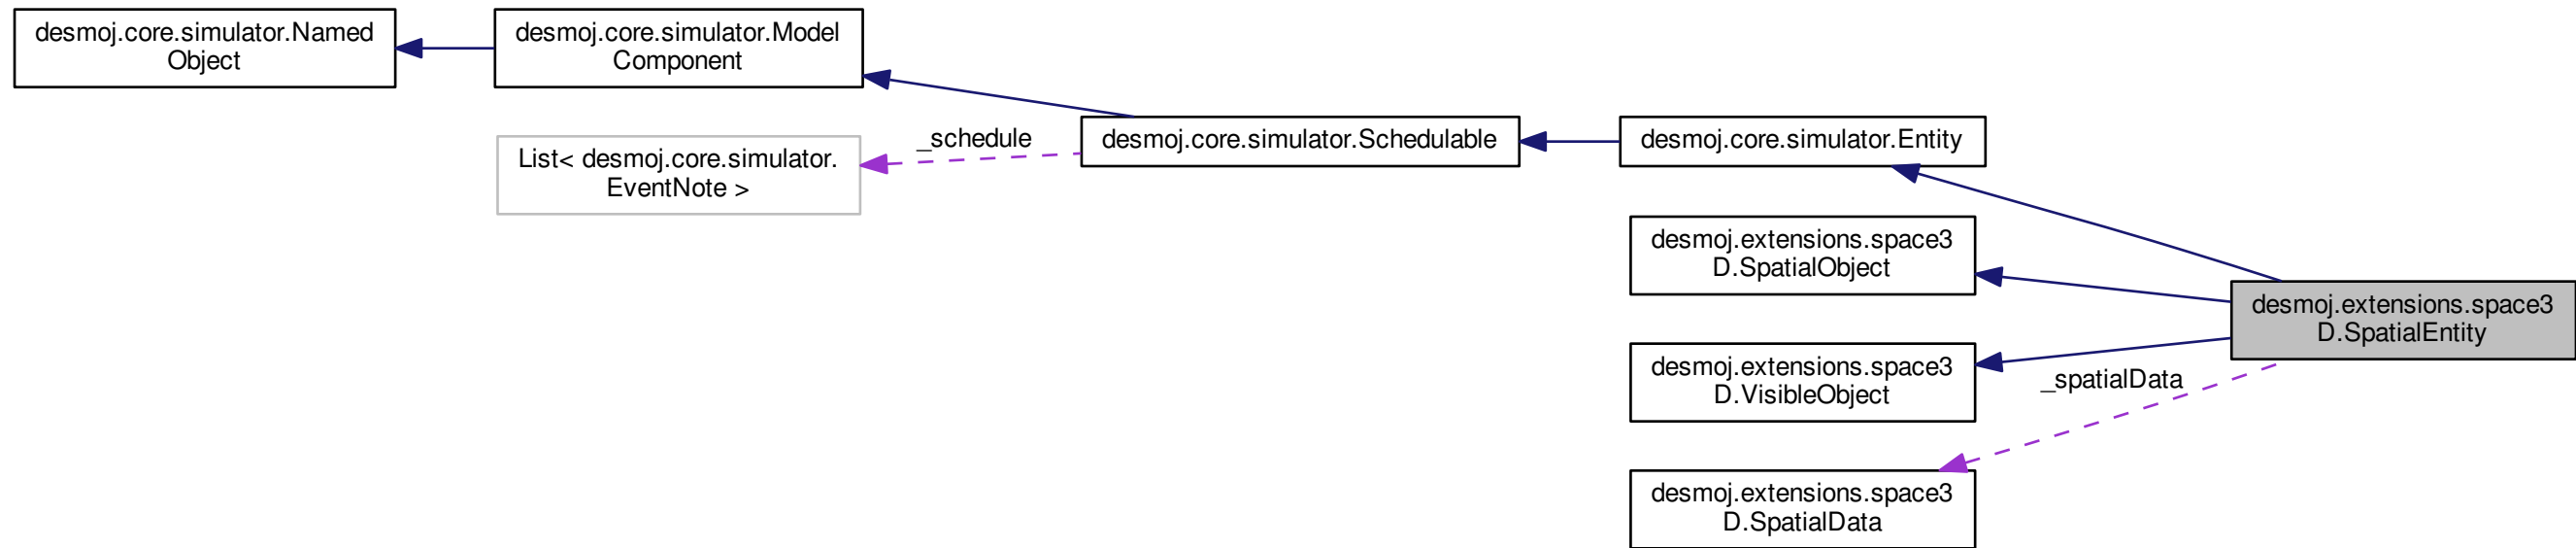 desmoj.core.simulator.Named
Object
desmoj.core.simulator.Model
Component
_schedule
List< desmoj.core.simulator.
EventNote >
desmoj.core.simulator.Schedulable
desmoj.core.simulator.Entity
desmoj.extensions.space3
D.SpatialObject
desmoj.extensions.space3
D.VisibleObject
_spatialData
desmoj.extensions.space3
D.SpatialData
desmoj.extensions.space3
D.SpatialEntity